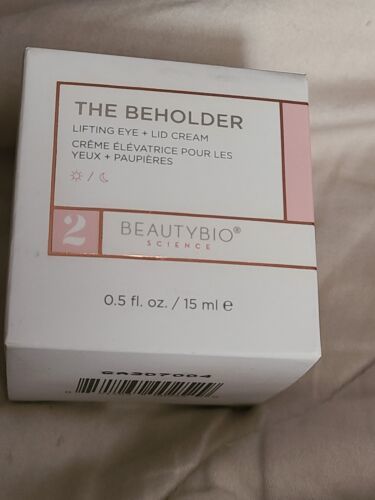 THE BEHOLDER
LIFTING EYE + LID CREAM
CRÈME ÉLÉVATRICE POUR LES
YEUX + PAUPIÈRES
☼ / ☾
2
BEAUTYBIO®
SCIENCE
0.5 fl. oz. / 15 ml ℮